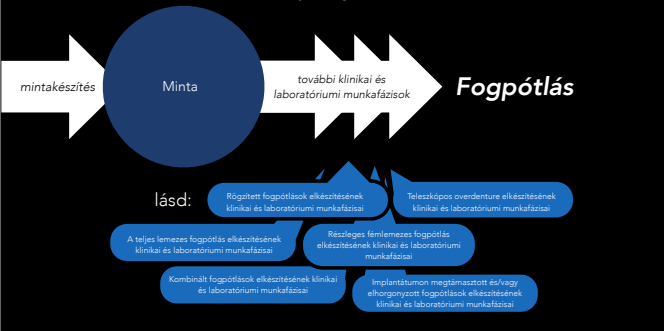 mintakészítés
Minta
további klinikai és
laboratóriumi munkafázisok
Fogpótlás
lásd:
Rögzített fogpótlások elkészítésének
klinikai és laboratóriumi munkafázisai
Teleszkópos overdenture elkészítésének
klinikai és laboratóriumi munkafázisai
A teljes lemezes fogpótlás elkészítésének
klinikai és laboratóriumi munkafázisai
Részleges fémlemezes fogpótlás
elkészítésének klinikai és laboratóriumi
munkafázisai
Kombinált fogpótlások elkészítésének klinikai
és laboratóriumi munkafázisai
Implantátumon megtámasztott és/vagy
elhorgonyzott fogpótlások elkészítésének
klinikai és laboratóriumi munkafázisai